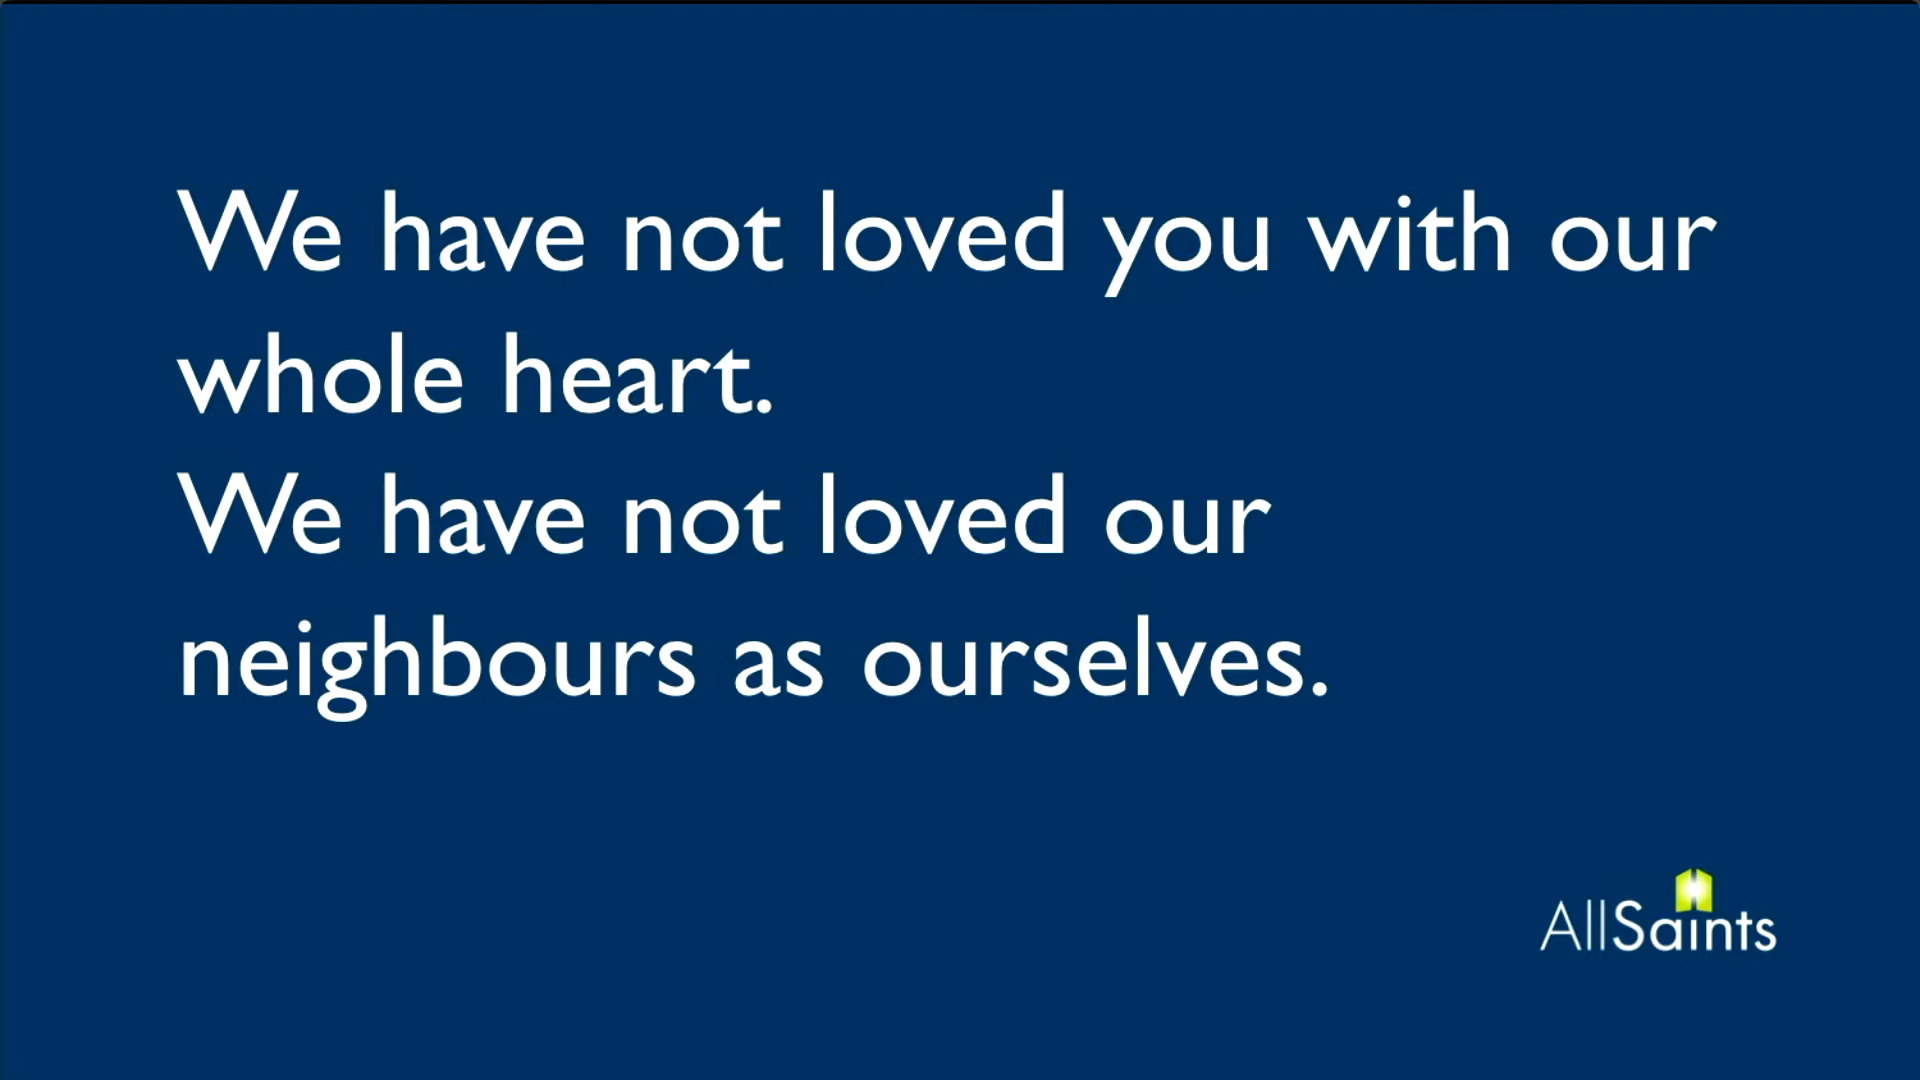 We have not loved you with our
whole heart.
We have not loved our
neighbours as ourselves.
AllSaints